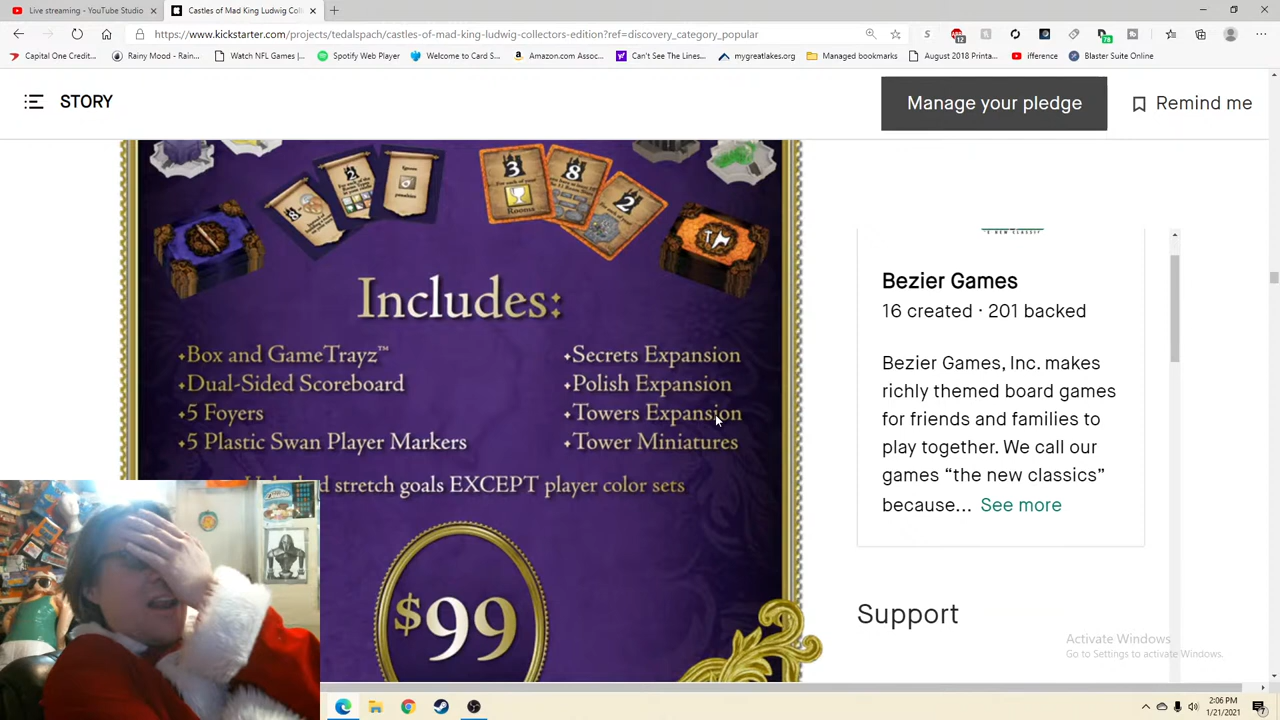 Live streaming - YouTube Studio
Castles of Mad King Ludwig Coll
https://www.kickstarter.com/projects/tedalspach/castles-of-mad-king-ludwig-collectors-edition?ref=discovery_category_popular
Capital One Credit...
Rainy Mood - Rain...
Watch LIVE Games |...
Spotify Web Player
Welcome to Card S...
Amazon.com Assoc...
Can't See The Lines...
mygreatlakes.org
Managed bookmarks
August 2018 Printa...
ifference
Blaster Suite Online
STORY
Manage your pledge
Remind me
3
Rooms
8
2
Includes:
Box and GameTrayz™
Dual-Sided Scoreboard
5 Foyers
5 Plastic Swan Player Markers
Secrets Expansion
Polish Expansion
Towers Expansion
Tower Miniatures
stretch goals EXCEPT player color sets
$99
Bezier Games
16 created · 201 backed
Bezier Games, Inc. makes
richly themed board games
for friends and families to
play together. We call our
games “the new classics”
because... See more
Support
Activate Windows
Go to Settings to activate Windows.
2:06 PM
1/21/2021